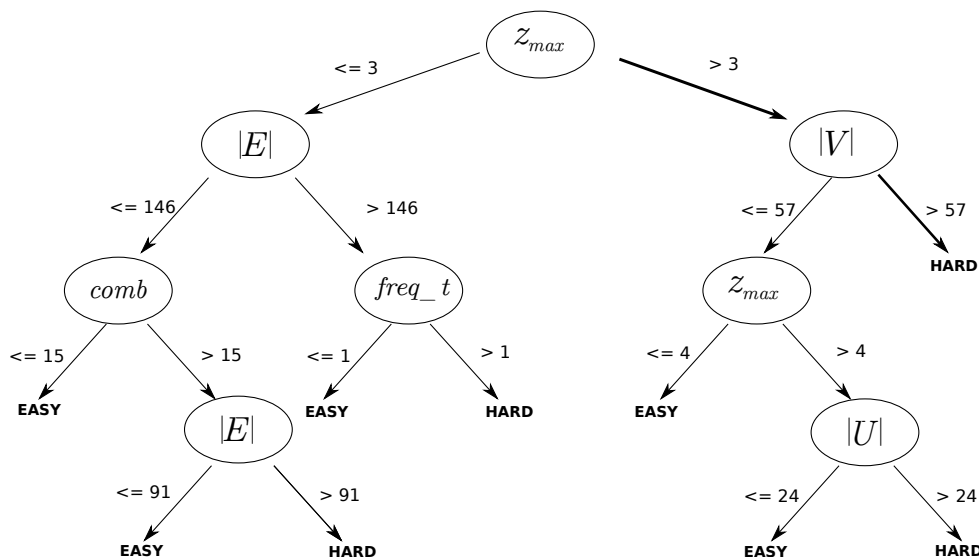 z_max
<= 3
> 3
|E|
|V|
<= 146
> 146
<= 57
> 57
HARD
comb
freq_ t
z_max
<= 15
> 15
<= 1
> 1
<= 4
> 4
EASY
EASY
HARD
EASY
|E|
|U|
<= 91
> 91
<= 24
> 24
EASY
HARD
EASY
HARD